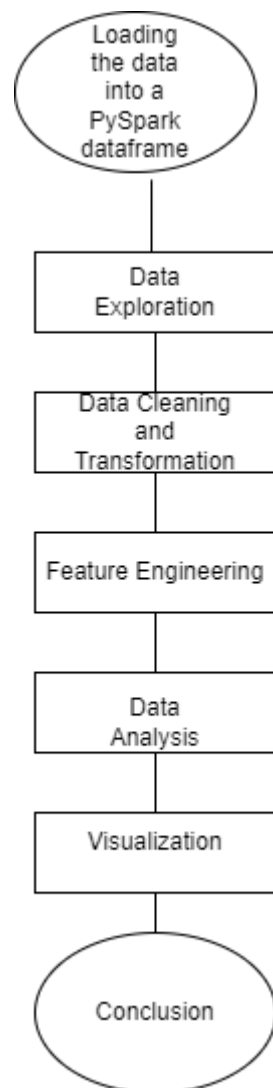 Loading
the data
into a
PySpark
dataframe
Data
Exploration
Data Cleaning
and
Transformation
Feature Engineering
Data
Analysis
Visualization
Conclusion